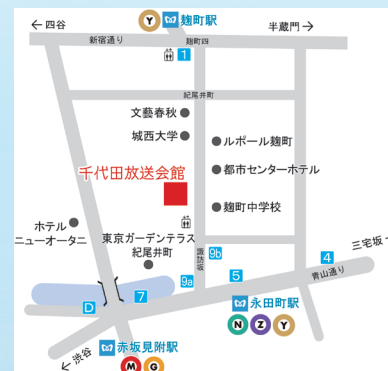 ←四谷
Y 麹町駅
半蔵門→
新宿通り
麹町四
1
紀尾井町
文藝春秋
城西大学
ルポール麹町
千代田放送会館
都市センターホテル
麹町中学校
ホテル
ニューオータニ
東京ガーデンテラス
紀尾井町
諏訪坂
9b
9a
三宅坂→
4
青山通り
5
7
D
永田町駅
N Z Y
赤坂見附駅
M G
←渋谷